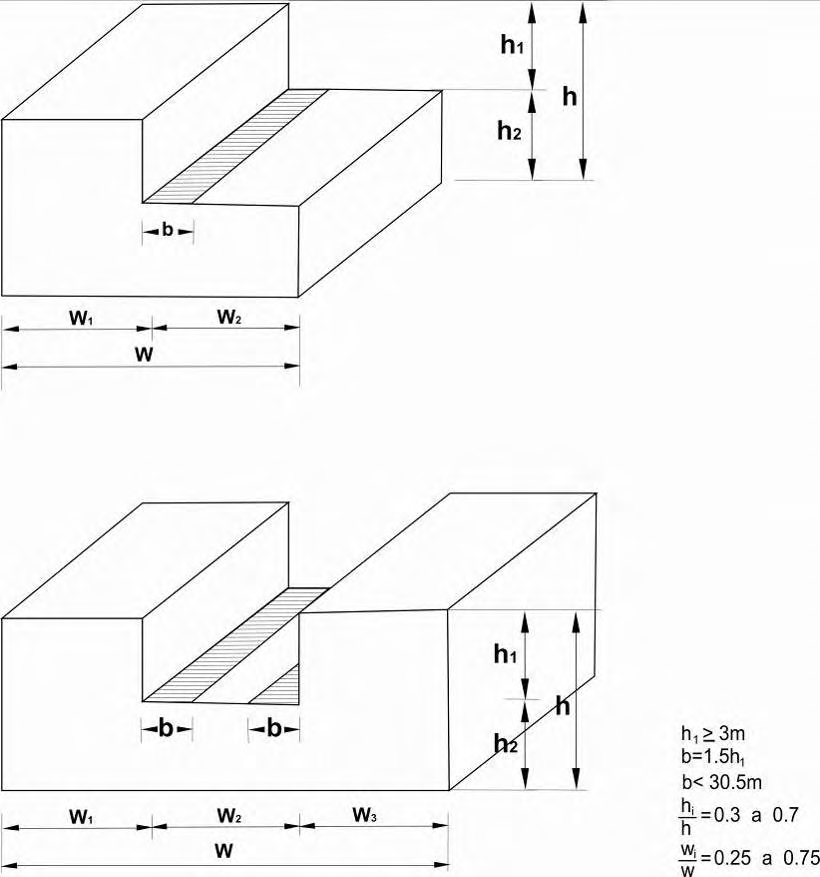 h₁
h
h₂
b
W₁
W₂
W
h₁
h
h₂
b
b
W₁
W₂
W₃
W
h₁ ≥ 3m
b=1.5h₁
b< 30.5m
hᵢ/h =0.3 a 0.7
wᵢ/w =0.25 a 0.75